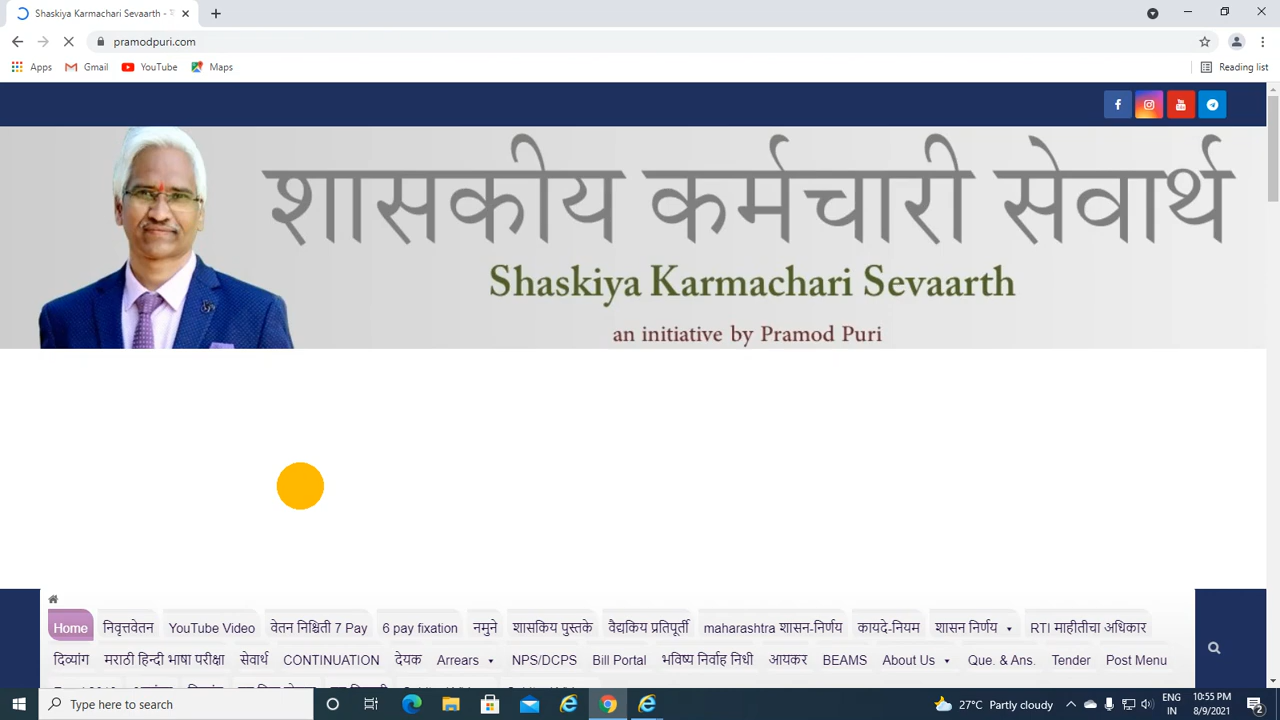 Shaskiya Karmachari Sevaarth -
pramodpuri.com
Apps Gmail YouTube Maps Reading list
शासकीय कर्मचारी सेवार्थ
Shaskiya Karmachari Sevaarth
an initiative by Pramod Puri
Home निवृत्तवेतन YouTube Video वेतन निश्चिती 7 Pay 6 pay fixation नमुने शासकिय पुस्तके वैद्यकिय प्रतिपूर्ती maharashtra शासन-निर्णय कायदे-नियम शासन निर्णय RTI माहीतीचा अधिकार
दिव्यांग मराठी हिन्दी भाषा परीक्षा सेवार्थ CONTINUATION देयक Arrears NPS/DCPS Bill Portal भविष्य निर्वाह निधी आयकर BEAMS About Us Que. & Ans. Tender Post Menu
Type here to search 27°C Partly cloudy ENG 10:55 PM
IN 8/9/2021 2